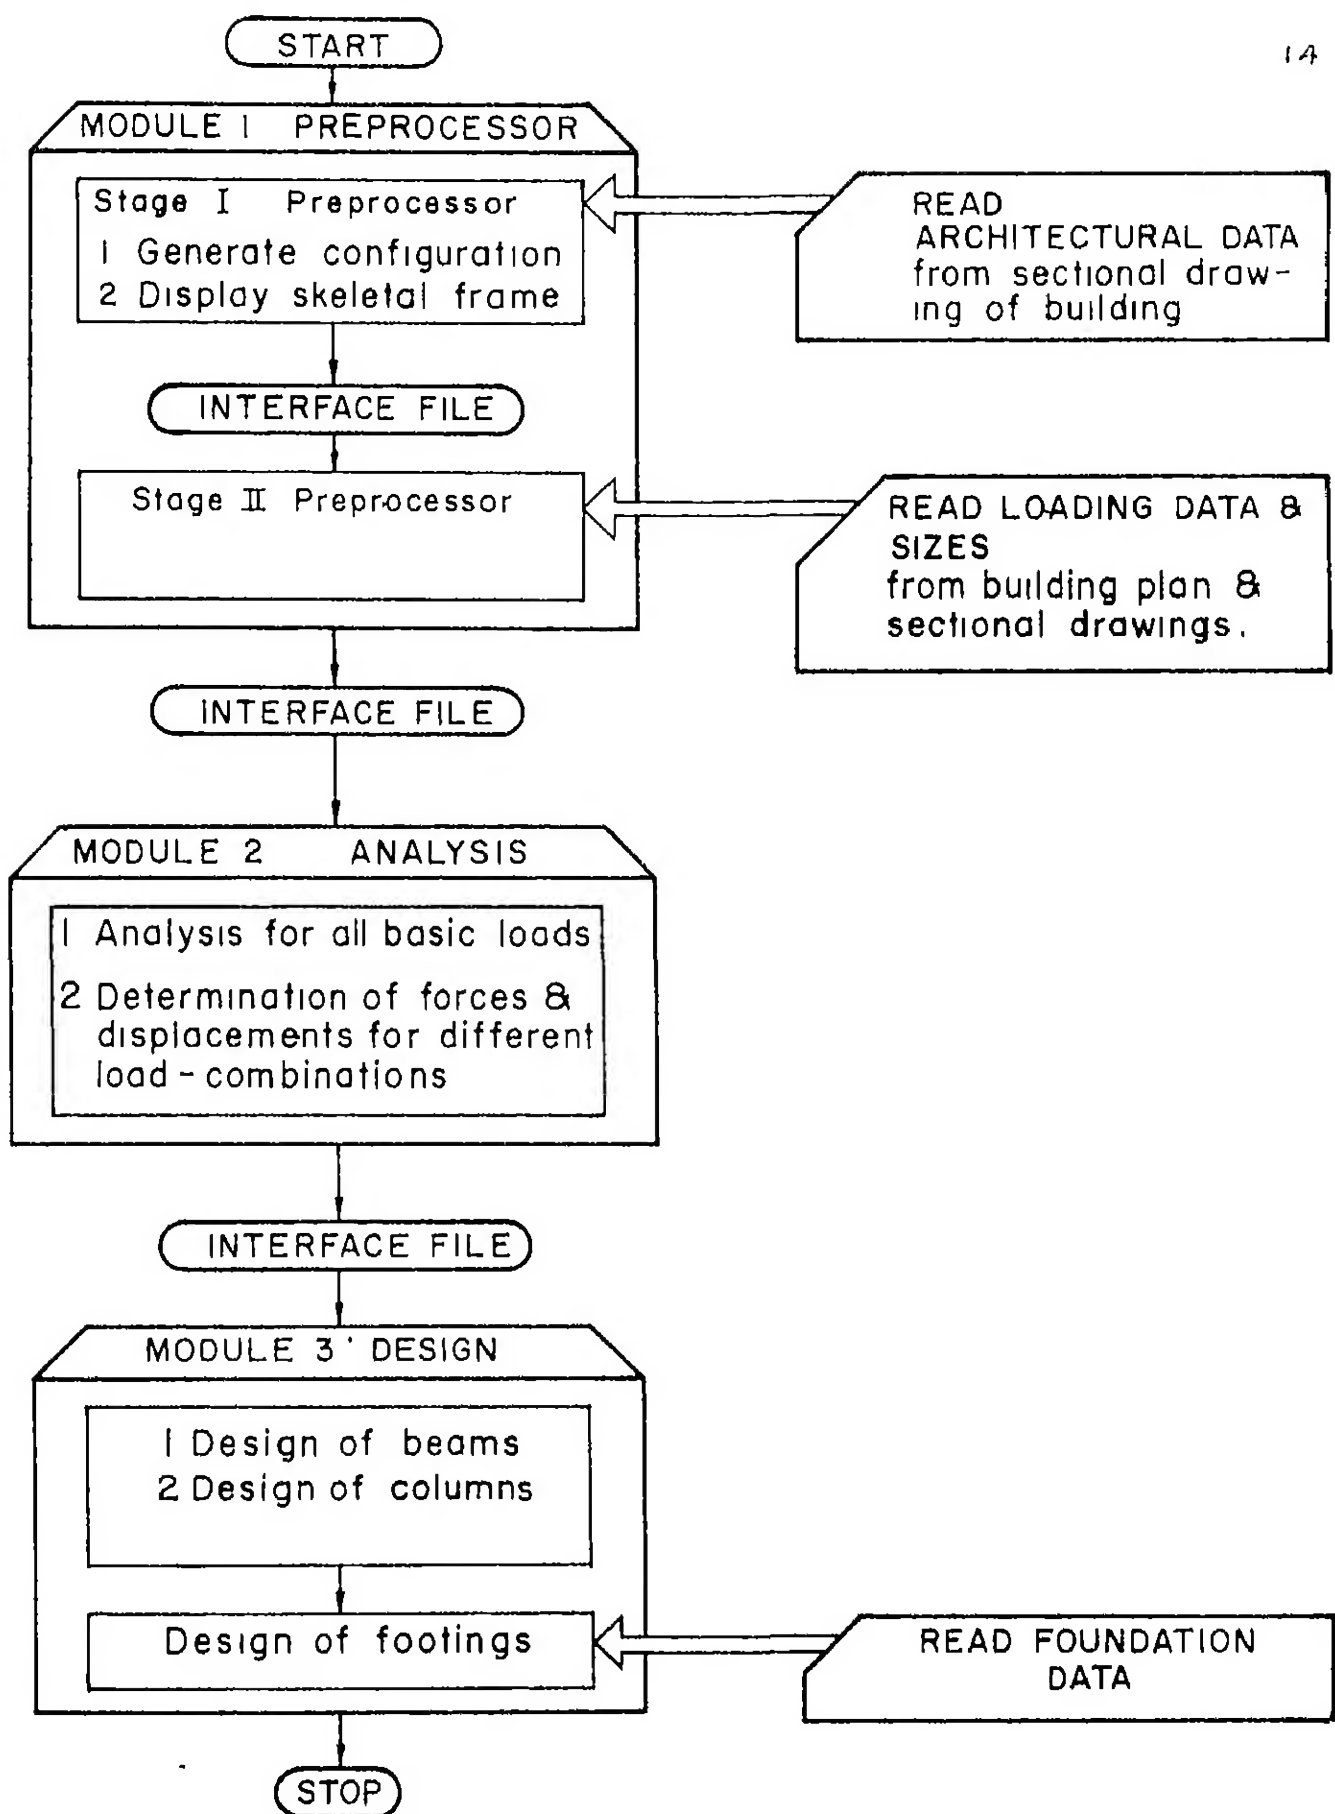 14
START
MODULE 1 PREPROCESSOR
Stage I Preprocessor
1 Generate configuration
2 Display skeletal frame
READ
ARCHITECTURAL DATA
from sectional draw-
ing of building
INTERFACE FILE
Stage II Preprocessor
READ LOADING DATA &
SIZES
from building plan &
sectional drawings.
INTERFACE FILE
MODULE 2 ANALYSIS
1 Analysis for all basic loads
2 Determination of forces &
displacements for different
load-combinations
INTERFACE FILE
MODULE 3 DESIGN
1 Design of beams
2 Design of columns
Design of footings
READ FOUNDATION
DATA
STOP